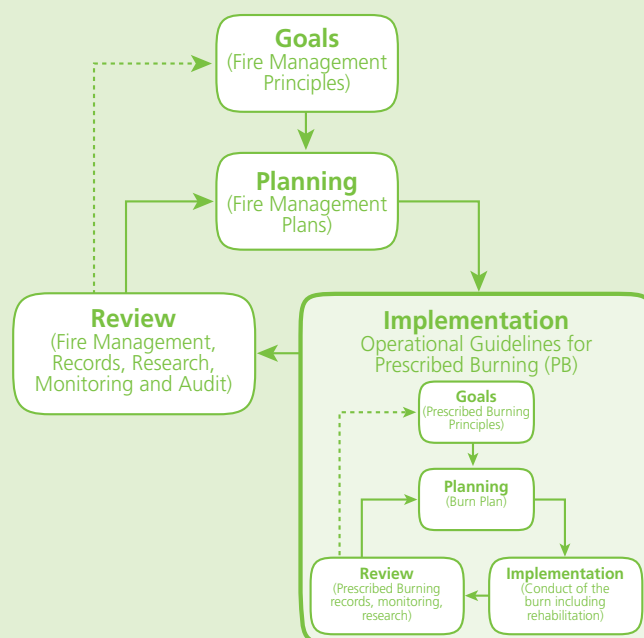 Goals
(Fire Management
Principles)
Planning
(Fire Management
Plans)
Review
(Fire Management,
Records, Research,
Monitoring and Audit)
Implementation
Operational Guidelines for
Prescribed Burning (PB)
Goals
(Prescribed Burning
Principles)
Planning
(Burn Plan)
Review
(Prescribed Burning
records, monitoring,
research)
Implementation
(Conduct of the
burn including
rehabilitation)